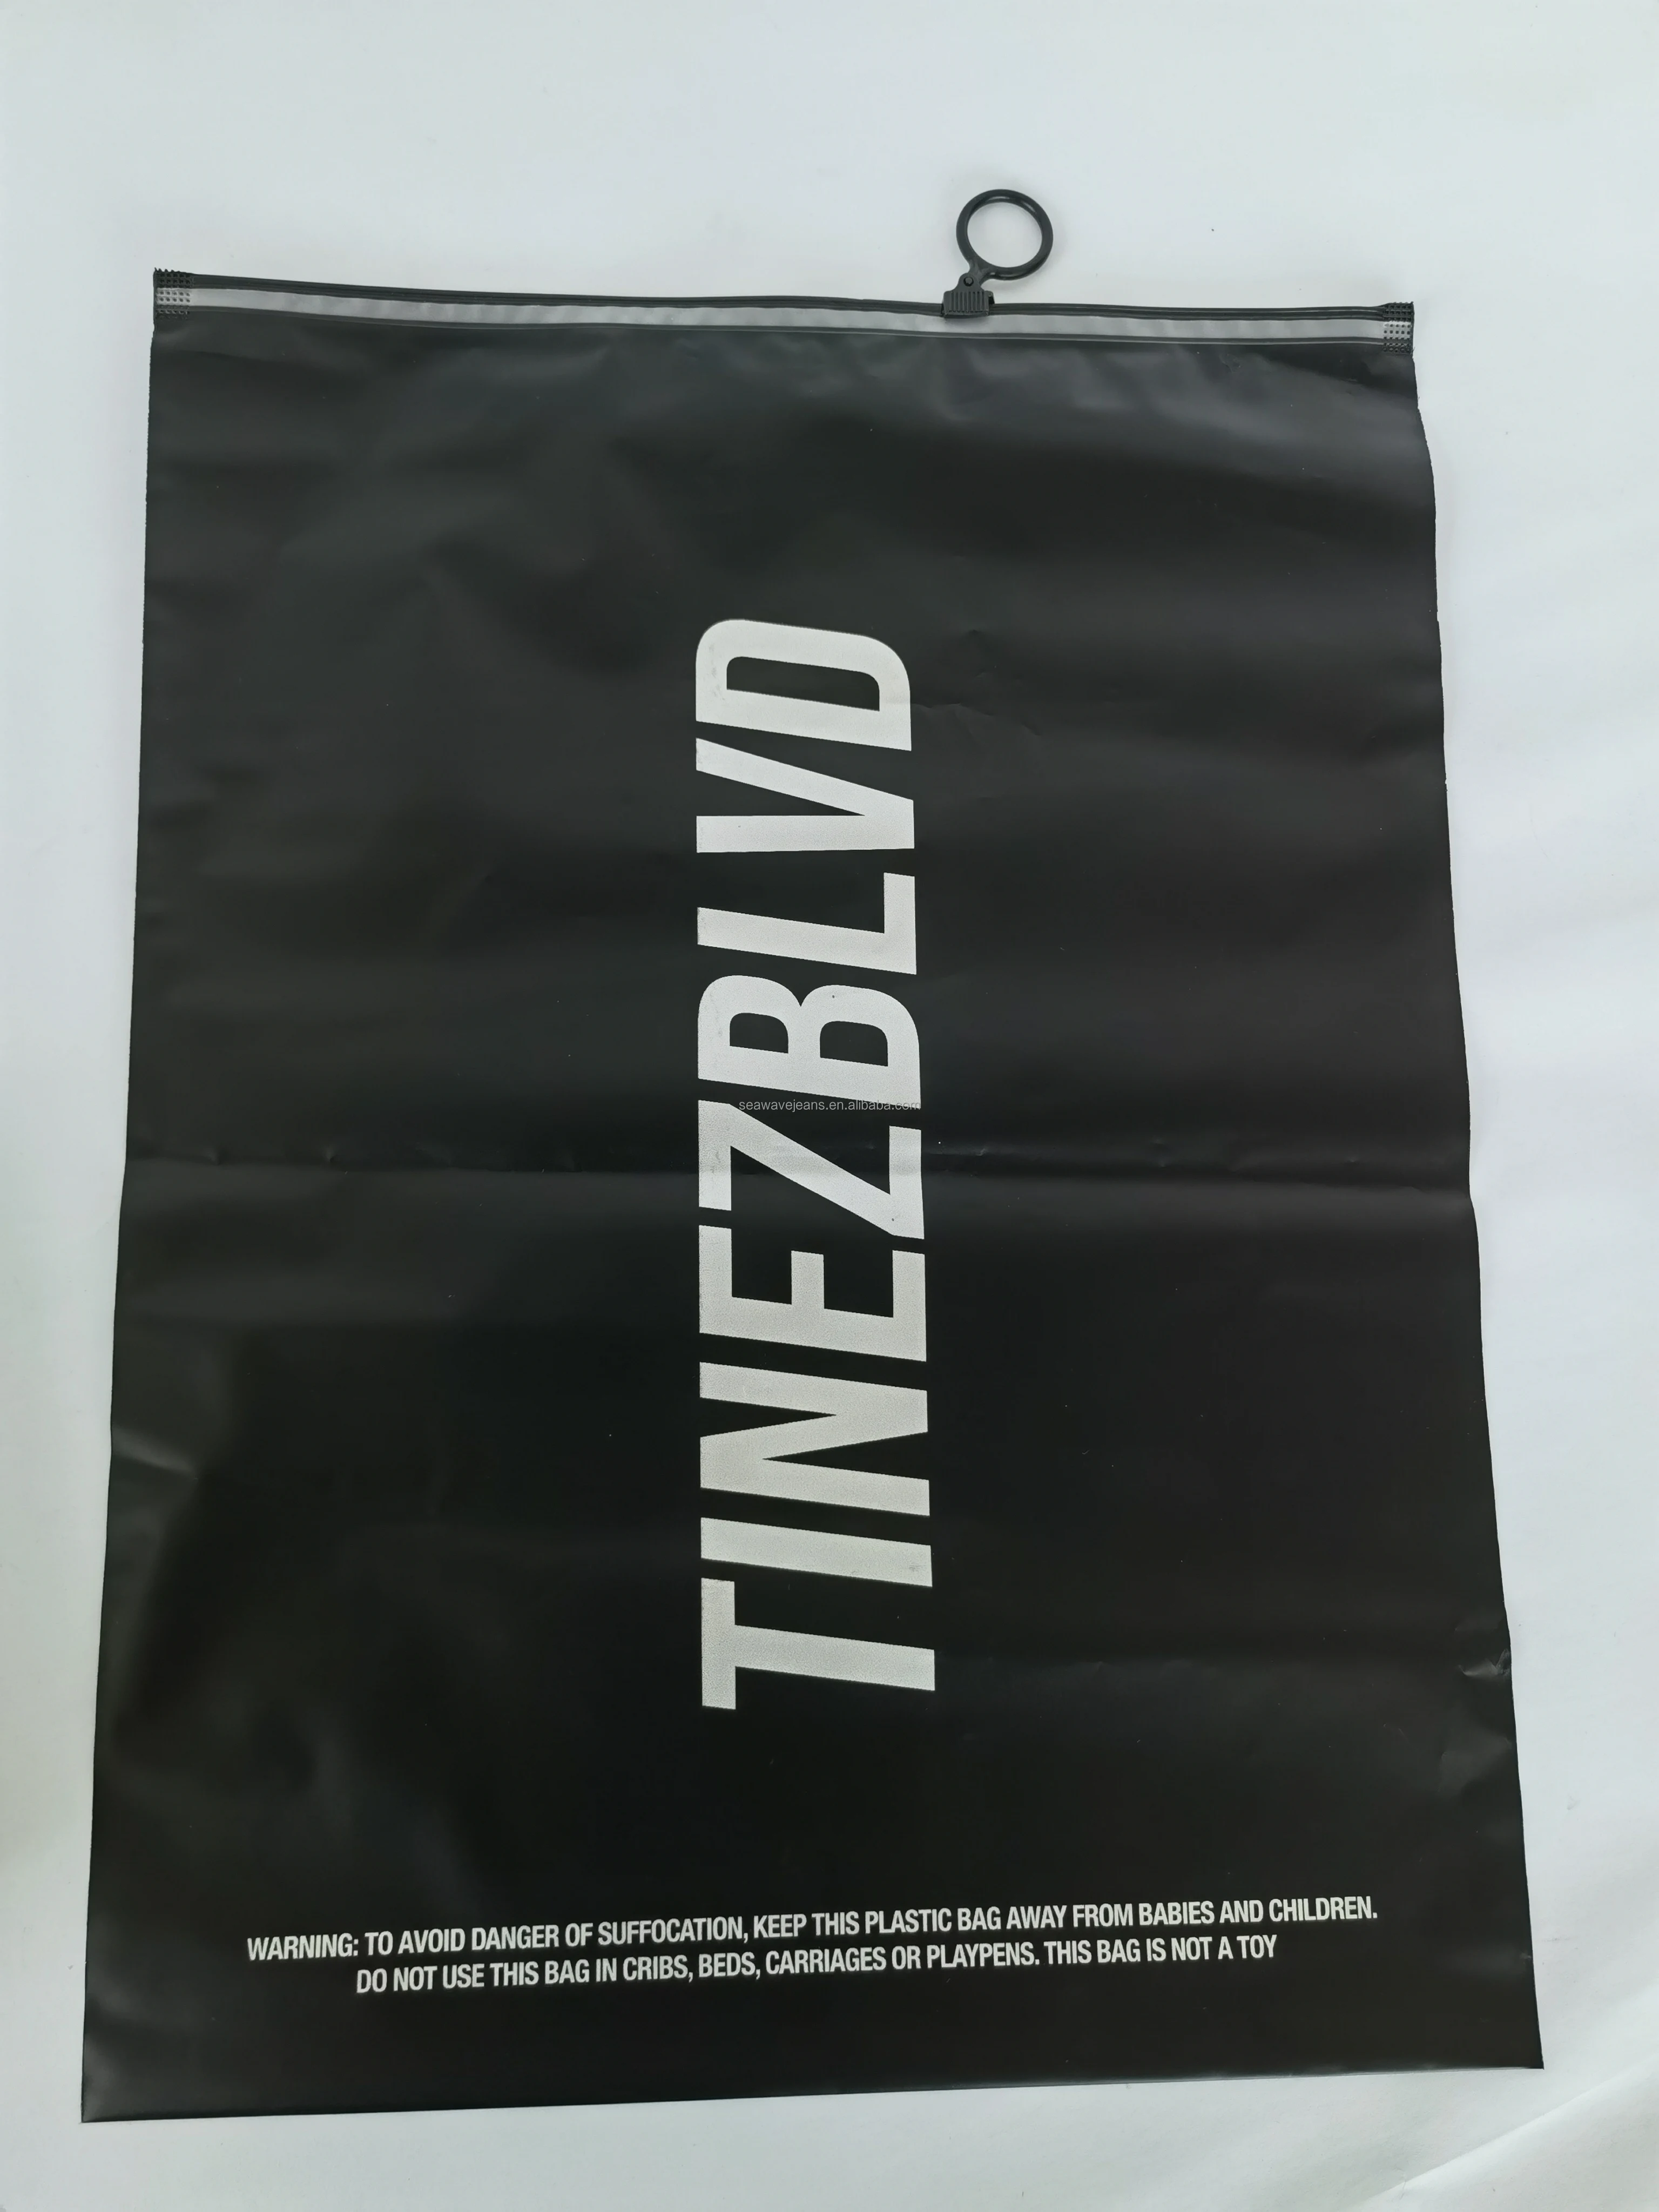 TINEZBLVD
seawavejeans.en.alibaba.com
WARNING: TO AVOID DANGER OF SUFFOCATION, KEEP THIS PLASTIC BAG AWAY FROM BABIES AND CHILDREN.
DO NOT USE THIS BAG IN CRIBS, BEDS, CARRIAGES OR PLAYPENS. THIS BAG IS NOT A TOY